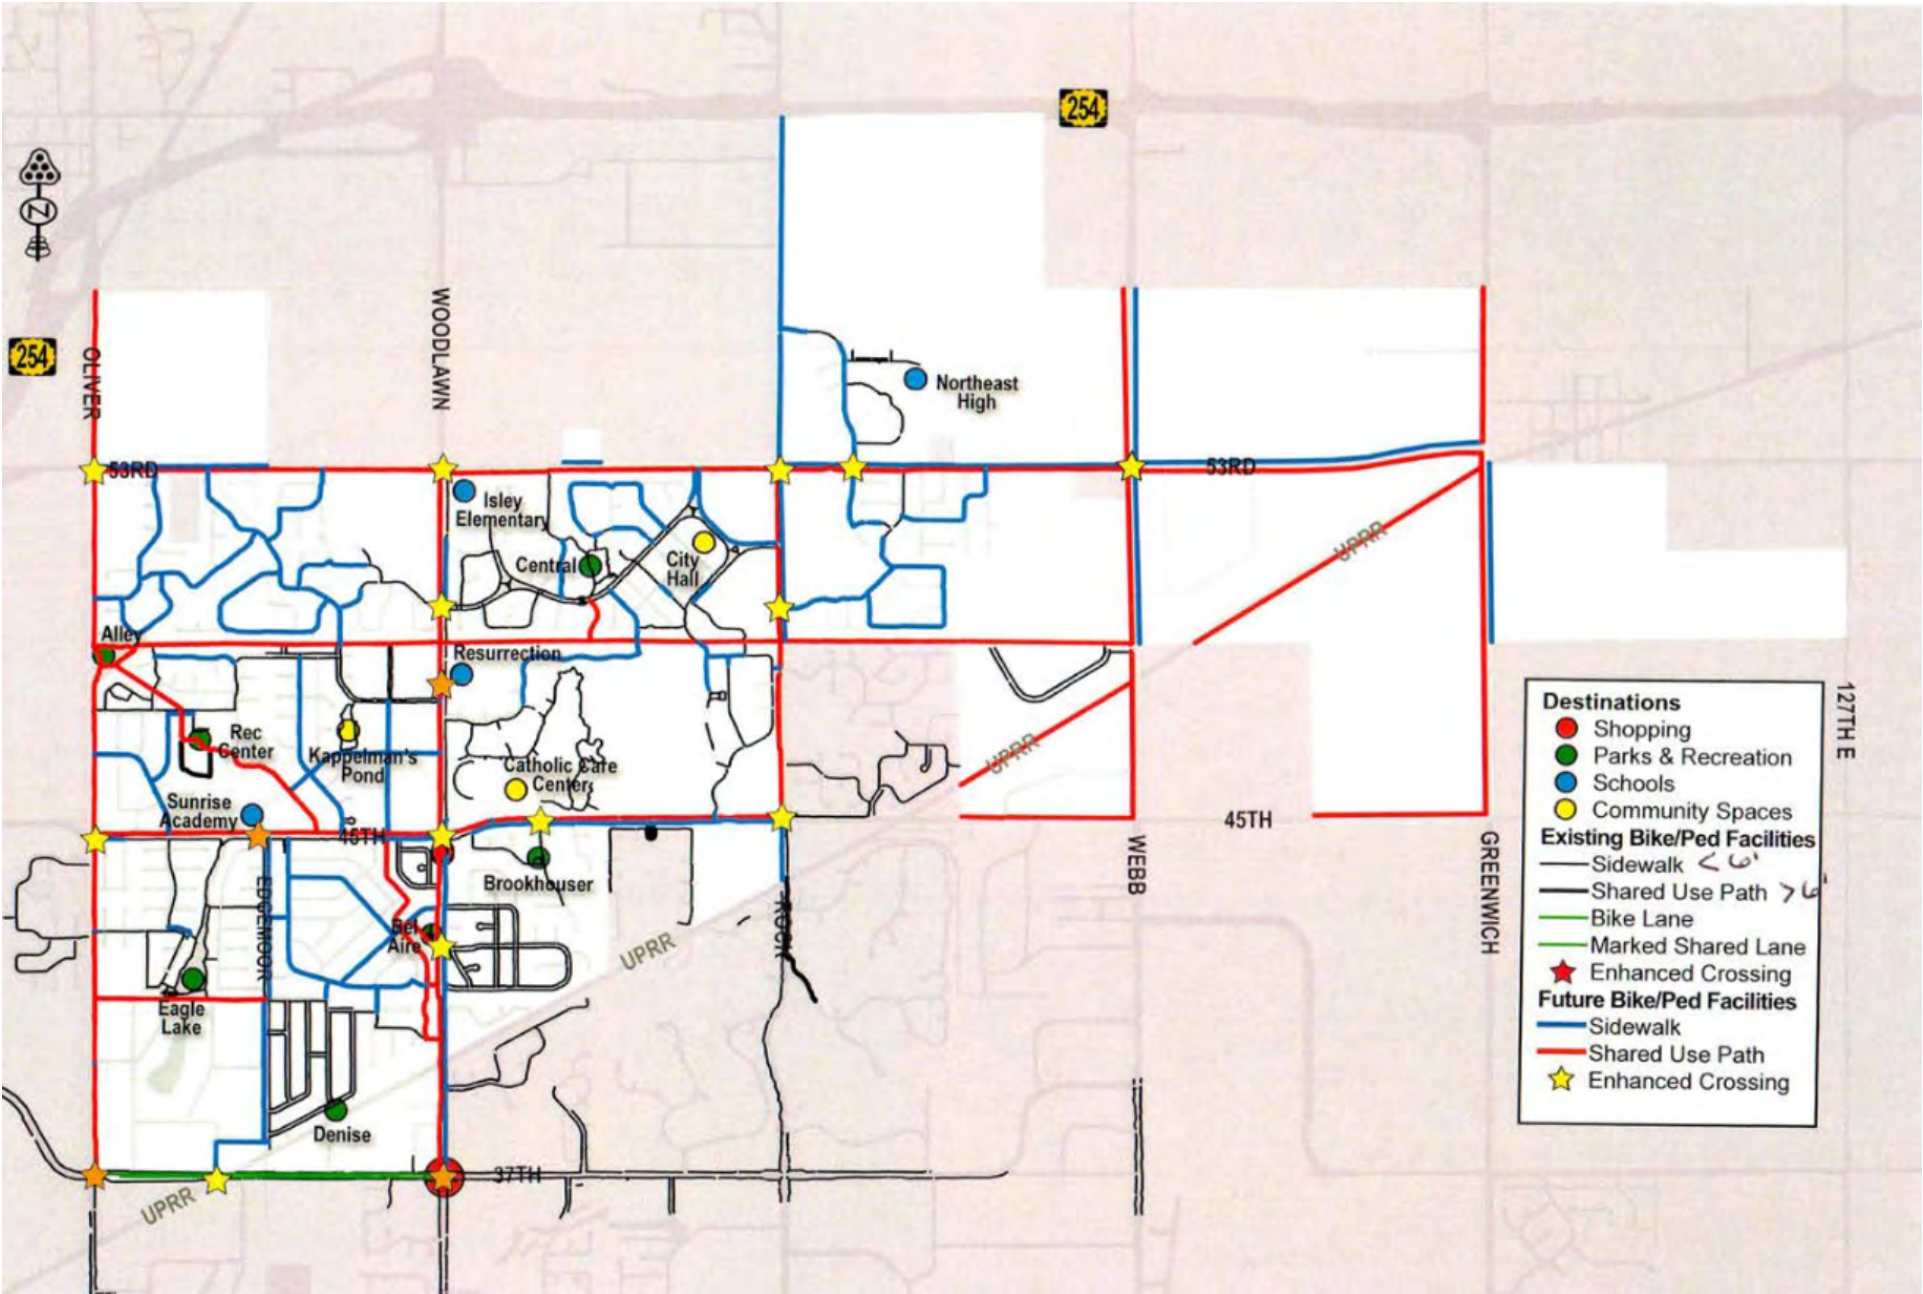 254
N
WOODLAWN
254
OLIVER
Northeast
High
53RD
53RD
Isley
Elementary
Central
City
Hall
UPRR
Alley
Resurrection
127TH E
Rec
Center
Kappelman's
Pond
UPRR
Catholic Care
Center
Sunrise
Academy
45TH
45TH
Brookhouser
WEBB
GREENWICH
EDGEMOOR
ROCK
Bel
Aire
UPRR
Eagle
Lake
Denise
37TH
UPRR
Destinations
Shopping
Parks & Recreation
Schools
Community Spaces
Existing Bike/Ped Facilities
Sidewalk < 6'
Shared Use Path > 6'
Bike Lane
Marked Shared Lane
Enhanced Crossing
Future Bike/Ped Facilities
Sidewalk
Shared Use Path
Enhanced Crossing